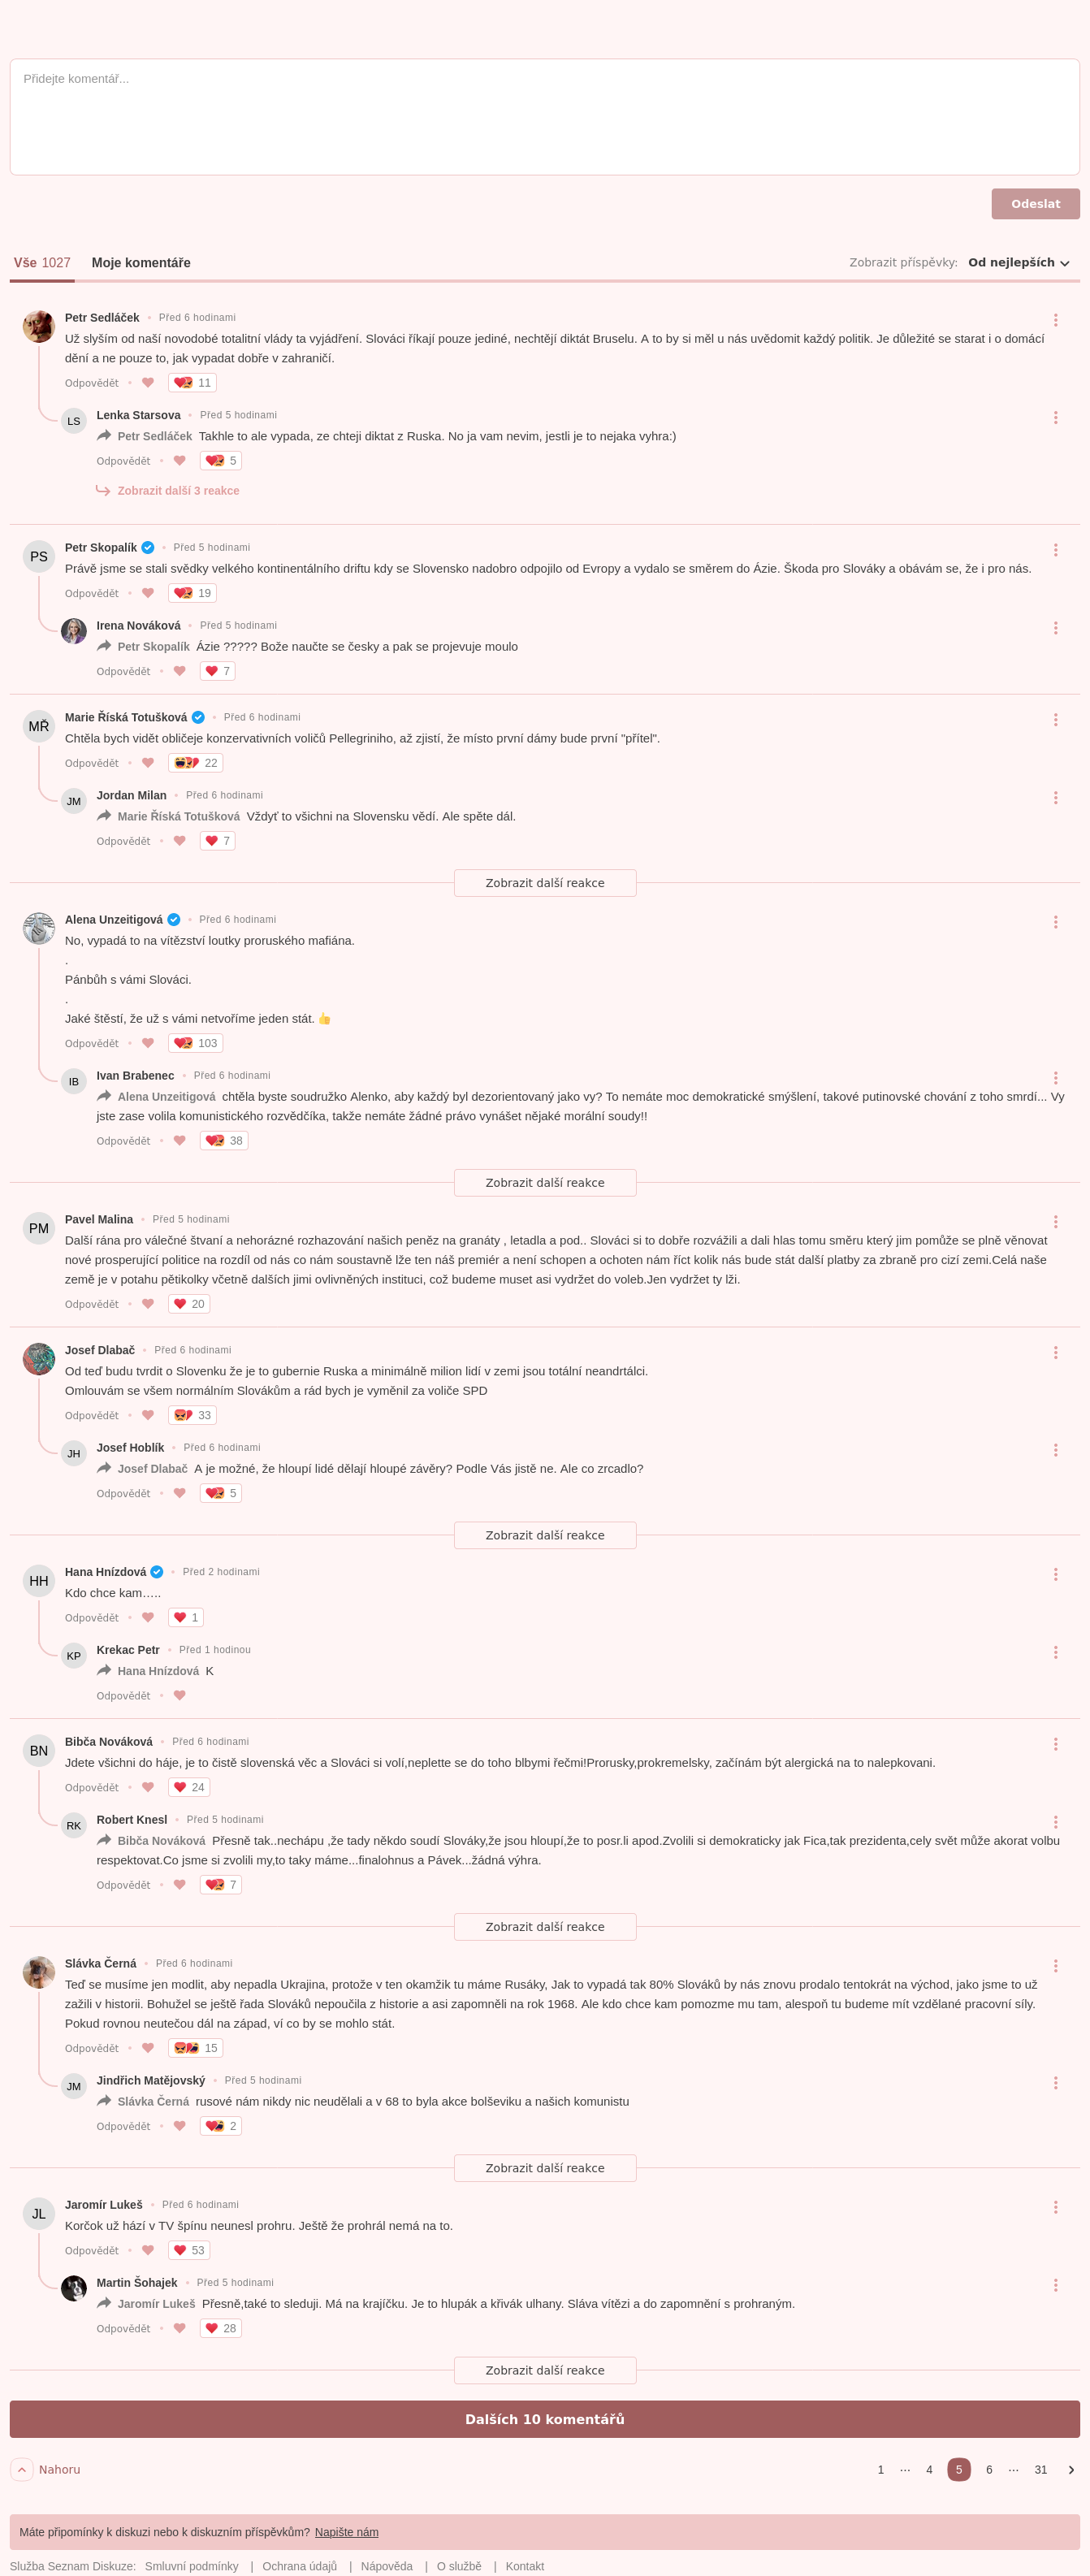 Přidejte komentář...
Odeslat
Vše 1027 Moje komentáře Zobrazit příspěvky: Od nejlepších
Petr Sedláček • Před 6 hodinami
Už slyším od naší novodobé totalitní vlády ta vyjádření. Slováci říkají pouze jediné, nechtějí diktát Bruselu. A to by si měl u nás uvědomit každý politik. Je důležité se starat i o domácí
dění a ne pouze to, jak vypadat dobře v zahraničí.
Odpovědět • 11
LS Lenka Starsova • Před 5 hodinami
Petr Sedláček Takhle to ale vypada, ze chteji diktat z Ruska. No ja vam nevim, jestli je to nejaka vyhra:)
Odpovědět • 5
Zobrazit další 3 reakce
PS Petr Skopalík • Před 5 hodinami
Právě jsme se stali svědky velkého kontinentálního driftu kdy se Slovensko nadobro odpojilo od Evropy a vydalo se směrem do Ázie. Škoda pro Slováky a obávám se, že i pro nás.
Odpovědět • 19
Irena Nováková • Před 5 hodinami
Petr Skopalík Ázie ????? Bože naučte se česky a pak se projevuje moulo
Odpovědět • 7
MŘ Marie Říská Totušková • Před 6 hodinami
Chtěla bych vidět obličeje konzervativních voličů Pellegriniho, až zjistí, že místo první dámy bude první "přítel".
Odpovědět • 22
JM Jordan Milan • Před 6 hodinami
Marie Říská Totušková Vždyť to všichni na Slovensku vědí. Ale spěte dál.
Odpovědět • 7
Zobrazit další reakce
Alena Unzeitigová • Před 6 hodinami
No, vypadá to na vítězství loutky proruského mafiána.
.
Pánbůh s vámi Slováci.
.
Jaké štěstí, že už s vámi netvoříme jeden stát. 👍
Odpovědět • 103
IB Ivan Brabenec • Před 6 hodinami
Alena Unzeitigová chtěla byste soudružko Alenko, aby každý byl dezorientovaný jako vy? To nemáte moc demokratické smýšlení, takové putinovské chování z toho smrdí... Vy
jste zase volila komunistického rozvědčíka, takže nemáte žádné právo vynášet nějaké morální soudy!!
Odpovědět • 38
Zobrazit další reakce
PM Pavel Malina • Před 5 hodinami
Další rána pro válečné štvaní a nehorázné rozhazování našich peněz na granáty , letadla a pod.. Slováci si to dobře rozvážili a dali hlas tomu směru který jim pomůže se plně věnovat
nové prosperující politice na rozdíl od nás co nám soustavně lže ten náš premiér a není schopen a ochoten nám říct kolik nás bude stát další platby za zbraně pro cizí zemi.Celá naše
země je v potahu pětikolky včetně dalších jimi ovlivněných instituci, což budeme muset asi vydržet do voleb.Jen vydržet ty lži.
Odpovědět • 20
Josef Dlabač • Před 6 hodinami
Od teď budu tvrdit o Slovenku že je to gubernie Ruska a minimálně milion lidí v zemi jsou totální neandrtálci.
Omlouvám se všem normálním Slovákům a rád bych je vyměnil za voliče SPD
Odpovědět • 33
JH Josef Hoblík • Před 6 hodinami
Josef Dlabač A je možné, že hloupí lidé dělají hloupé závěry? Podle Vás jistě ne. Ale co zrcadlo?
Odpovědět • 5
Zobrazit další reakce
HH Hana Hnízdová • Před 2 hodinami
Kdo chce kam…..
Odpovědět • 1
KP Krekac Petr • Před 1 hodinou
Hana Hnízdová K
Odpovědět •
BN Bibča Nováková • Před 6 hodinami
Jdete všichni do háje, je to čistě slovenská věc a Slováci si volí,neplette se do toho blbymi řečmi!Prorusky,prokremelsky, začínám být alergická na to nalepkovani.
Odpovědět • 24
RK Robert Knesl • Před 5 hodinami
Bibča Nováková Přesně tak..nechápu ,že tady někdo soudí Slováky,že jsou hloupí,že to posr.li apod.Zvolili si demokraticky jak Fica,tak prezidenta,cely svět může akorat volbu
respektovat.Co jsme si zvolili my,to taky máme...finalohnus a Pávek...žádná výhra.
Odpovědět • 7
Zobrazit další reakce
Slávka Černá • Před 6 hodinami
Teď se musíme jen modlit, aby nepadla Ukrajina, protože v ten okamžik tu máme Rusáky, Jak to vypadá tak 80% Slováků by nás znovu prodalo tentokrát na východ, jako jsme to už
zažili v historii. Bohužel se ještě řada Slováků nepoučila z historie a asi zapomněli na rok 1968. Ale kdo chce kam pomozme mu tam, alespoň tu budeme mít vzdělané pracovní síly.
Pokud rovnou neutečou dál na západ, ví co by se mohlo stát.
Odpovědět • 15
JM Jindřich Matějovský • Před 5 hodinami
Slávka Černá rusové nám nikdy nic neudělali a v 68 to byla akce bolševiku a našich komunistu
Odpovědět • 2
Zobrazit další reakce
JL Jaromír Lukeš • Před 6 hodinami
Korčok už hází v TV špínu neunesl prohru. Ještě že prohrál nemá na to.
Odpovědět • 53
Martin Šohajek • Před 5 hodinami
Jaromír Lukeš Přesně,také to sleduji. Má na krajíčku. Je to hlupák a křivák ulhany. Sláva vítězi a do zapomnění s prohraným.
Odpovědět • 28
Zobrazit další reakce
Dalších 10 komentářů
Nahoru 1 ... 4 5 6 ... 31
Máte připomínky k diskuzi nebo k diskuzním příspěvkům? Napište nám
Služba Seznam Diskuze: Smluvní podmínky | Ochrana údajů | Nápověda | O službě | Kontakt